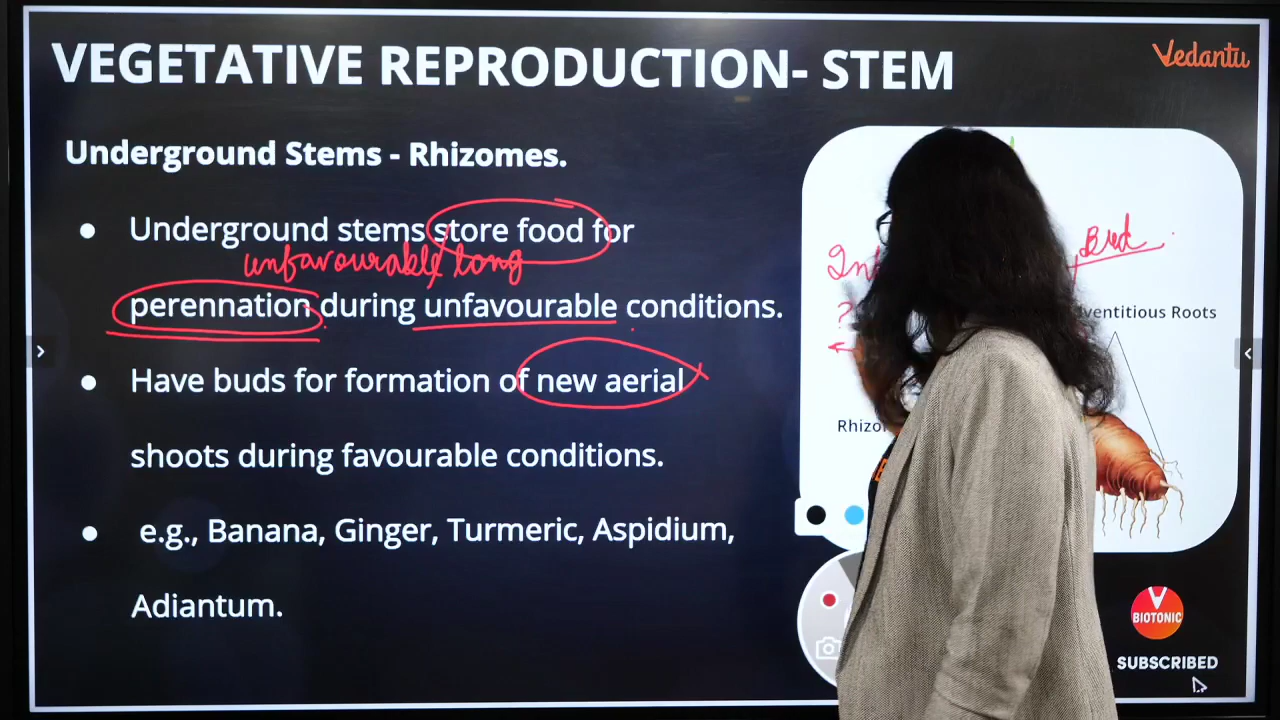 VEGETATIVE REPRODUCTION- STEM
Vedantu
Underground Stems - Rhizomes.
● Underground stems store food for
unfavourable long
perennation during unfavourable conditions.
● Have buds for formation of new aerial
shoots during favourable conditions.
● e.g., Banana, Ginger, Turmeric, Aspidium,
Adiantum.
Bud
?
ventitious Roots
Rhizo
BIOTONIC
SUBSCRIBED